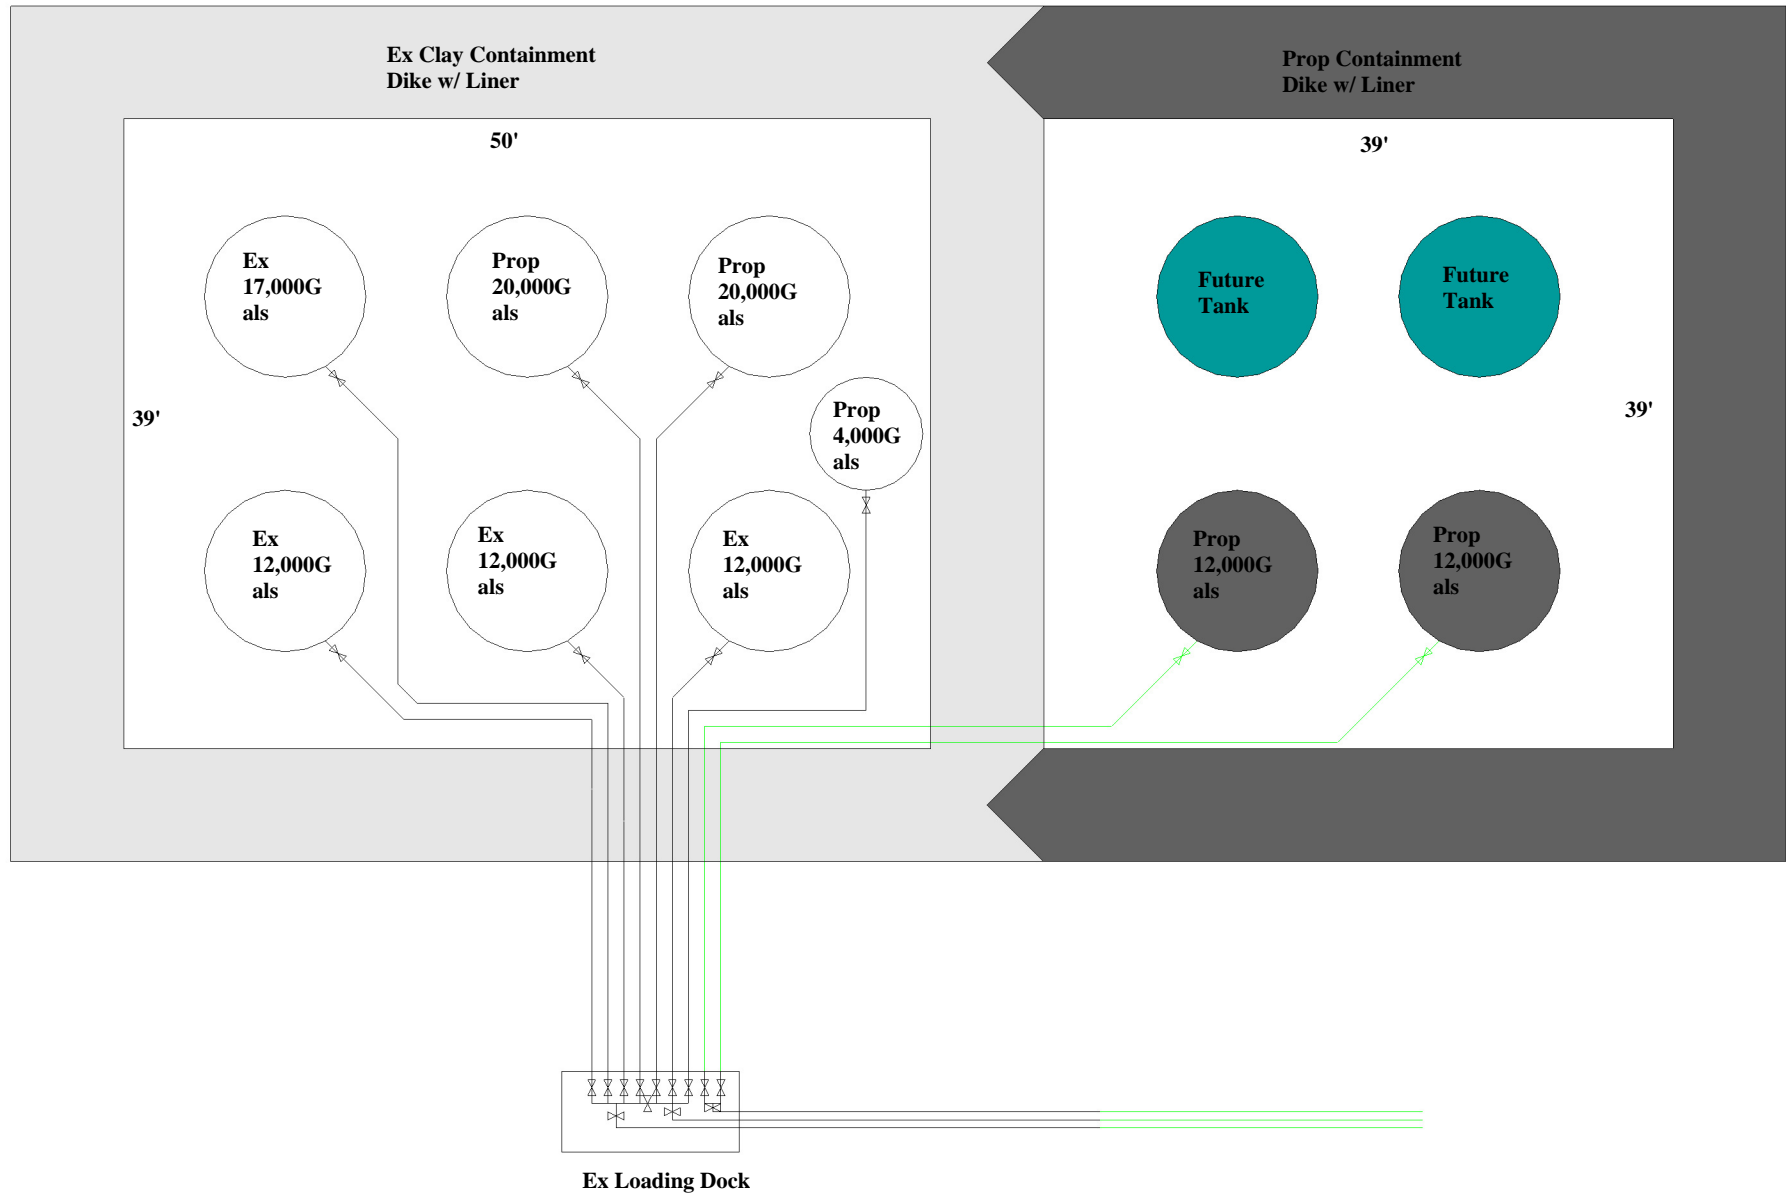 Ex Clay Containment
Dike w/ Liner
Prop Containment
Dike w/ Liner
50'
39'
Ex
17,000G
als
Prop
20,000G
als
Prop
20,000G
als
Future
Tank
Future
Tank
39'
Prop
4,000G
als
39'
Ex
12,000G
als
Ex
12,000G
als
Ex
12,000G
als
Prop
12,000G
als
Prop
12,000G
als
Ex Loading Dock